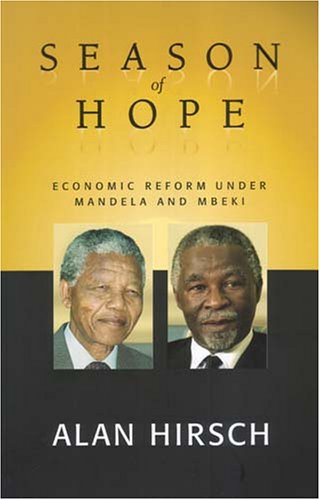 SEASON
of
HOPE
ECONOMIC REFORM UNDER
MANDELA AND MBEKI
ALAN HIRSCH